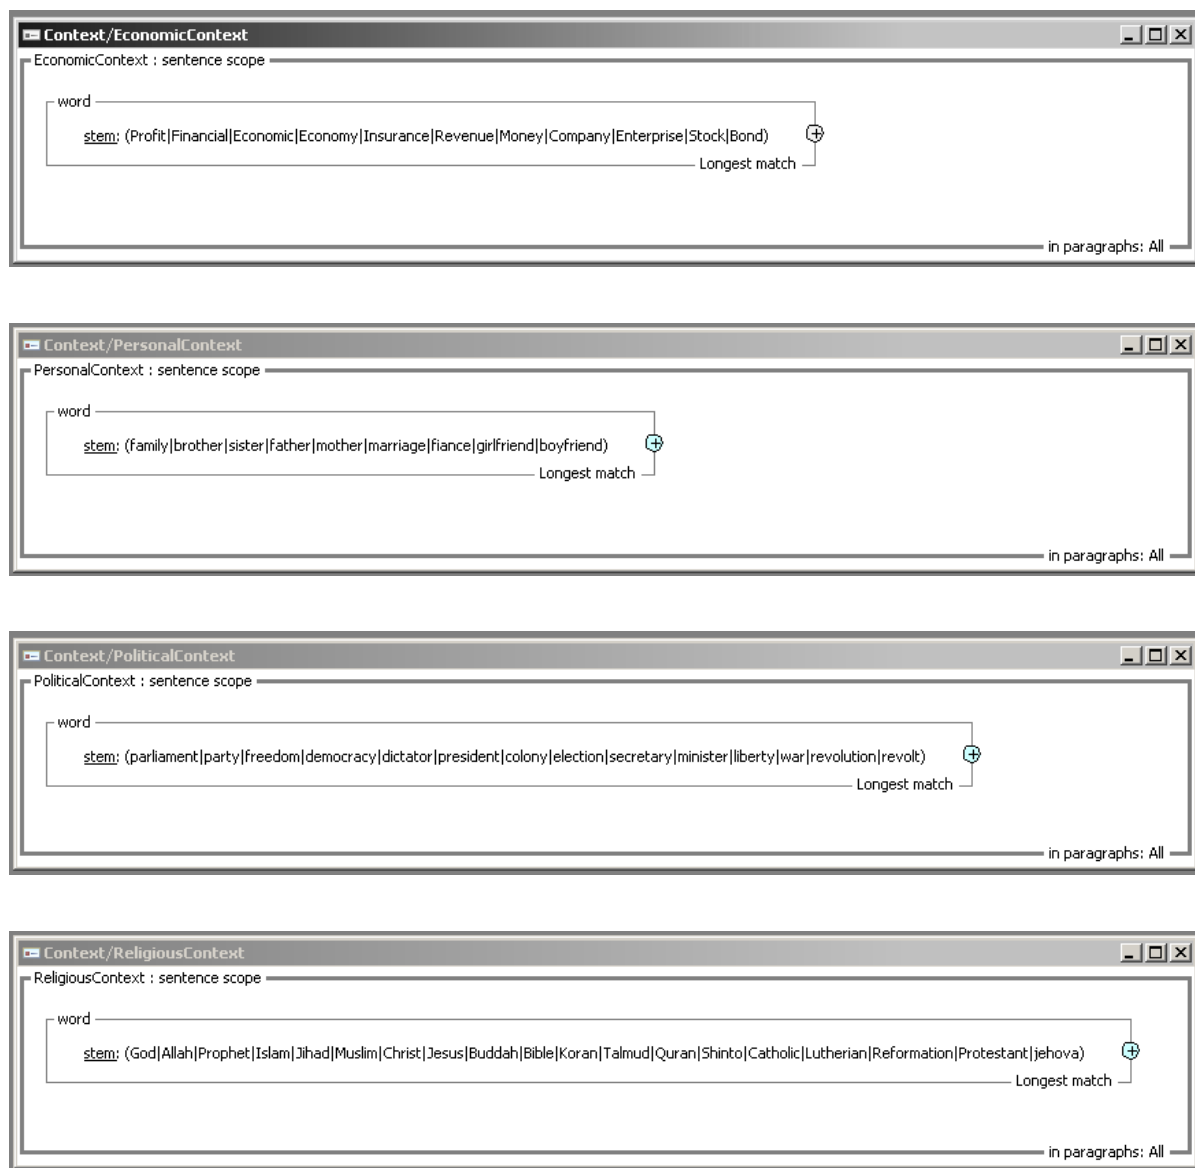 Context/EconomicContext
EconomicContext : sentence scope
word
stem: (Profit|Financial|Economic|Economy|Insurance|Revenue|Money|Company|Enterprise|Stock|Bond)
Longest match
in paragraphs: All
Context/PersonalContext
PersonalContext : sentence scope
word
stem: (family|brother|sister|father|mother|marriage|fiance|girlfriend|boyfriend)
Longest match
in paragraphs: All
Context/PoliticalContext
PoliticalContext : sentence scope
word
stem: (parliament|party|freedom|democracy|dictator|president|colony|election|secretary|minister|liberty|war|revolution|revolt)
Longest match
in paragraphs: All
Context/ReligiousContext
ReligiousContext : sentence scope
word
stem: (God|Allah|Prophet|Islam|Jihad|Muslim|Christ|Jesus|Buddah|Bible|Koran|Talmud|Quran|Shinto|Catholic|Lutherian|Reformation|Protestant|jehova)
Longest match
in paragraphs: All